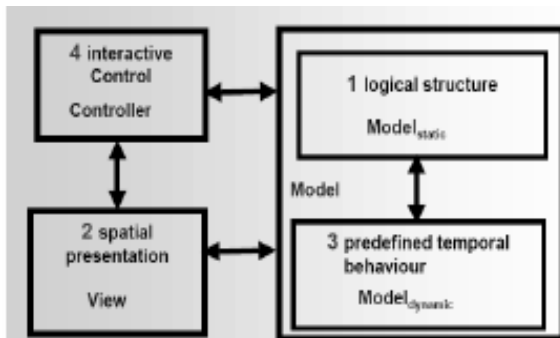 4 interactive
Control
Controller
1 logical structure
Model static
Model
2 spatial
presentation
View
3 predefined temporal
behaviour
Model dynamic